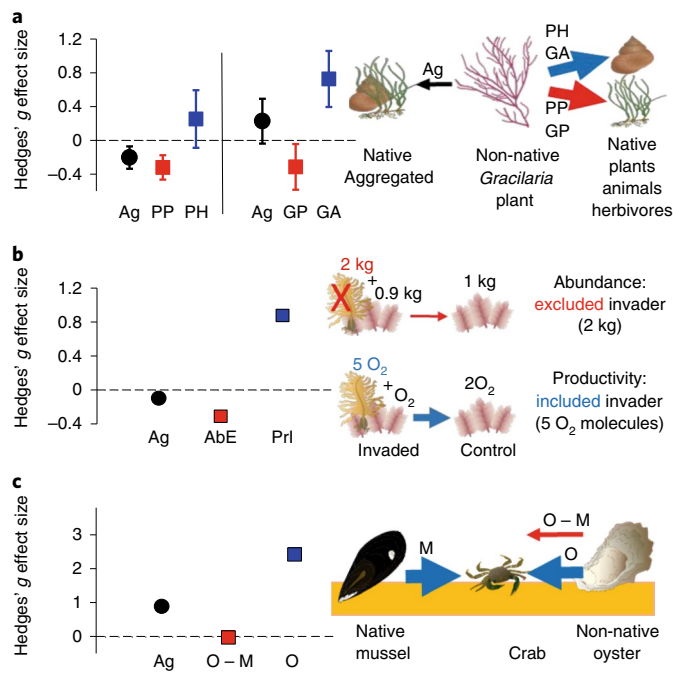 a
Hedges' g effect size
1.2
0.8
0.4
0
–0.4
Ag PP PH Ag GP GA
Ag
PH
GA
PP
GP
Native
Aggregated
Non-native
Gracilaria
plant
Native
plants
animals
herbivores
b
Hedges' g effect size
1.2
0.8
0.4
0
–0.4
Ag AbE Prl
2 kg
X
+
0.9 kg
1 kg
Abundance:
excluded invader
(2 kg)
5 O2
+
O2
2O2
Invaded
Control
Productivity:
included invader
(5 O2 molecules)
c
Hedges' g effect size
3
2
1
0
Ag O – M O
M
O – M
O
Native
mussel
Crab
Non-native
oyster